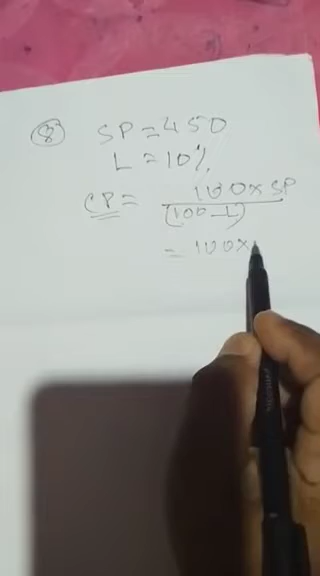 8
SP = 450
L = 10%
CP = 100 × SP
(100 - L)
= 100 ×